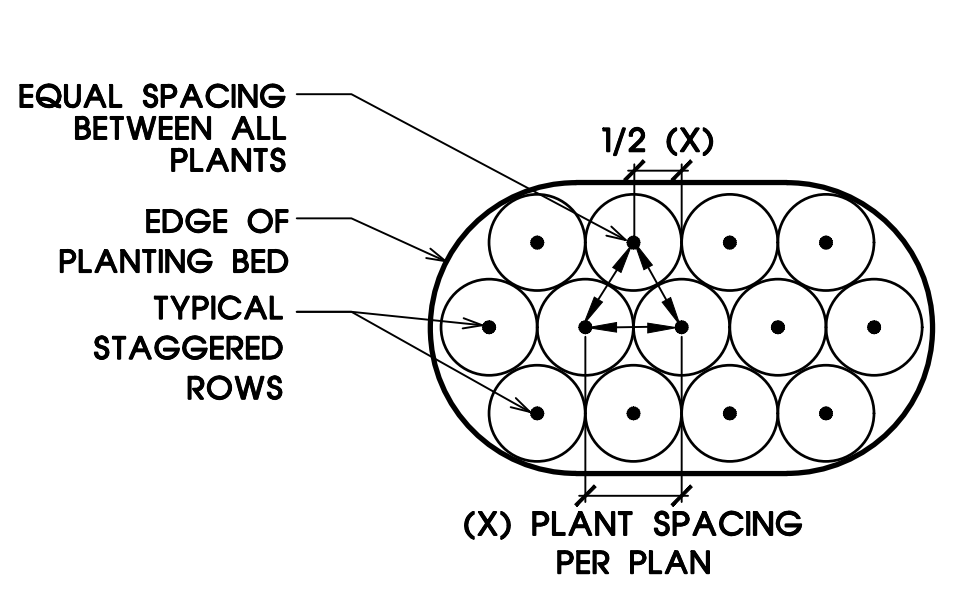 EQUAL SPACING
BETWEEN ALL
PLANTS
1/2 (X)
EDGE OF
PLANTING BED
TYPICAL
STAGGERED
ROWS
(X) PLANT SPACING
PER PLAN